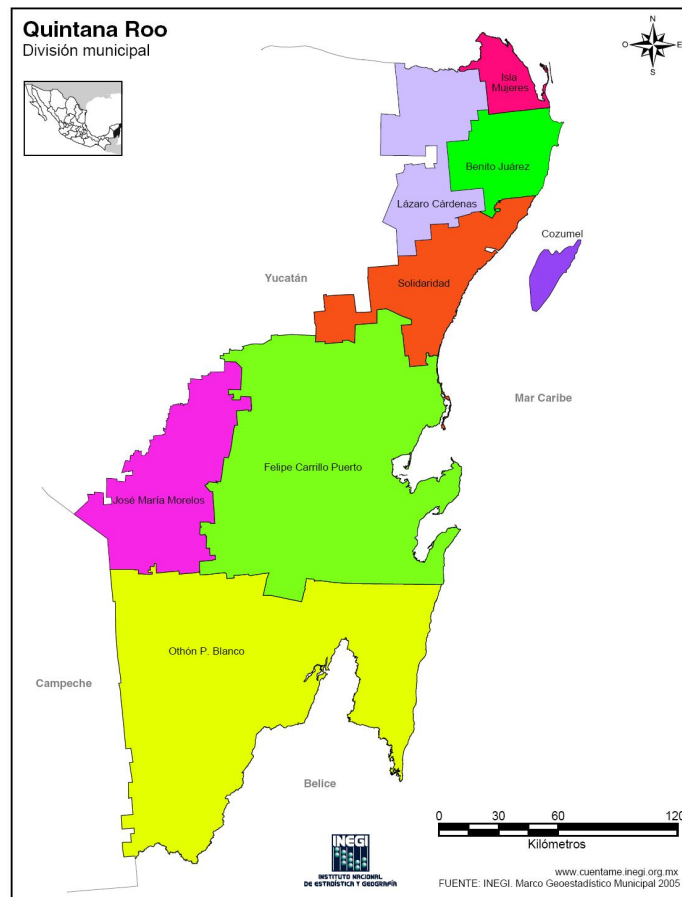 Quintana Roo
División municipal
N
O
E
S
Isla
Mujeres
Benito Juárez
Lázaro Cárdenas
Cozumel
Yucatán
Solidaridad
Mar Caribe
Felipe Carrillo Puerto
José María Morelos
Othón P. Blanco
Campeche
Belice
0 30 60 120
Kilómetros
INEGI
INSTITUTO NACIONAL
DE ESTADÍSTICA Y GEOGRAFÍA
www.cuentame.inegi.org.mx
FUENTE: INEGI. Marco Geoestadístico Municipal 2005